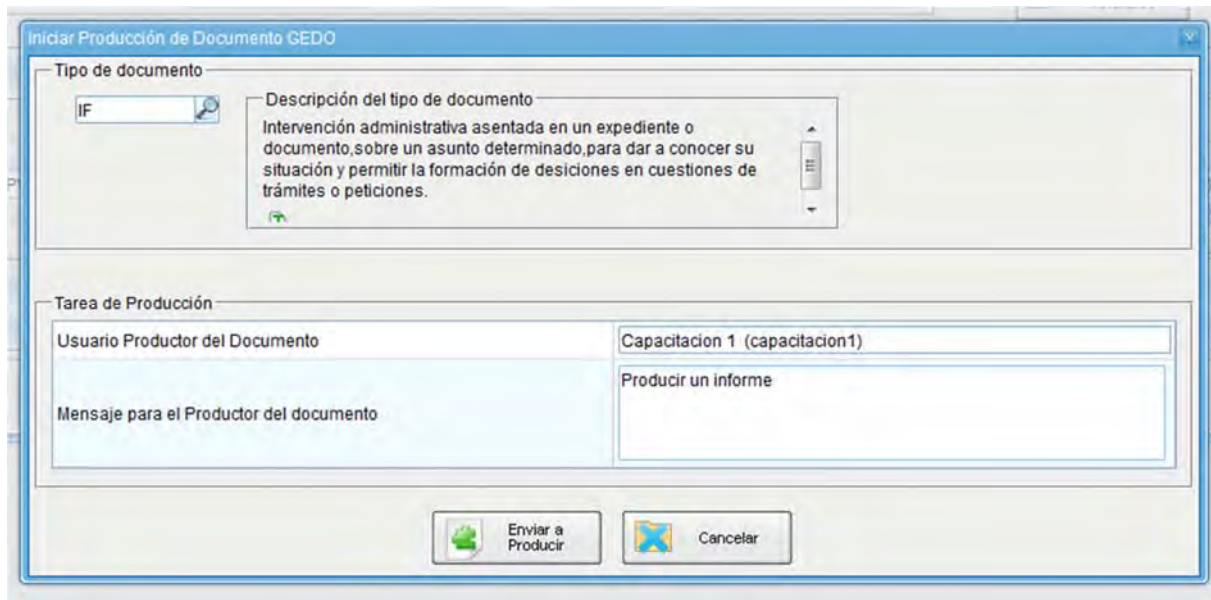 Iniciar Producción de Documento GEDO
Tipo de documento
IF
Descripción del tipo de documento
Intervención administrativa asentada en un expediente o
documento,sobre un asunto determinado,para dar a conocer su
situación y permitir la formación de desiciones en cuestiones de
trámites o peticiones.
Tarea de Producción
Usuario Productor del Documento
Capacitacion 1 (capacitacion1)
Mensaje para el Productor del documento
Producir un informe
Enviar a
Producir
Cancelar